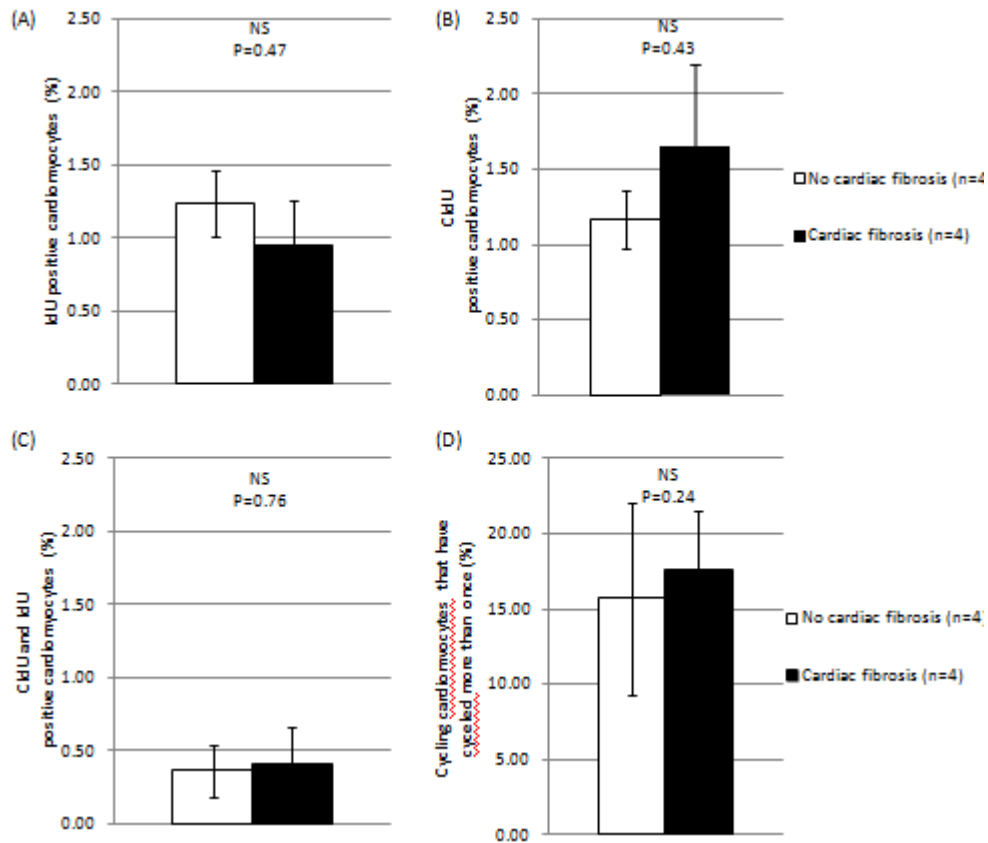 (A)
NS
P=0.47
IdU positive cardiomyocytes (%)
2.50
2.00
1.50
1.00
0.50
0.00
(B)
NS
P=0.43
CldU
positive cardiomyocytes (%)
2.50
2.00
1.50
1.00
0.50
0.00
No cardiac fibrosis (n=4
Cardiac fibrosis (n=4)
(C)
NS
P=0.76
CldU and IdU
positive cardiomyocytes (%)
2.50
2.00
1.50
1.00
0.50
0.00
(D)
NS
P=0.24
Cycling cardiomyocytes that have
cyceled more than once (%)
25.00
20.00
15.00
10.00
5.00
0.00
No cardiac fibrosis (n=4)
Cardiac fibrosis (n=4)